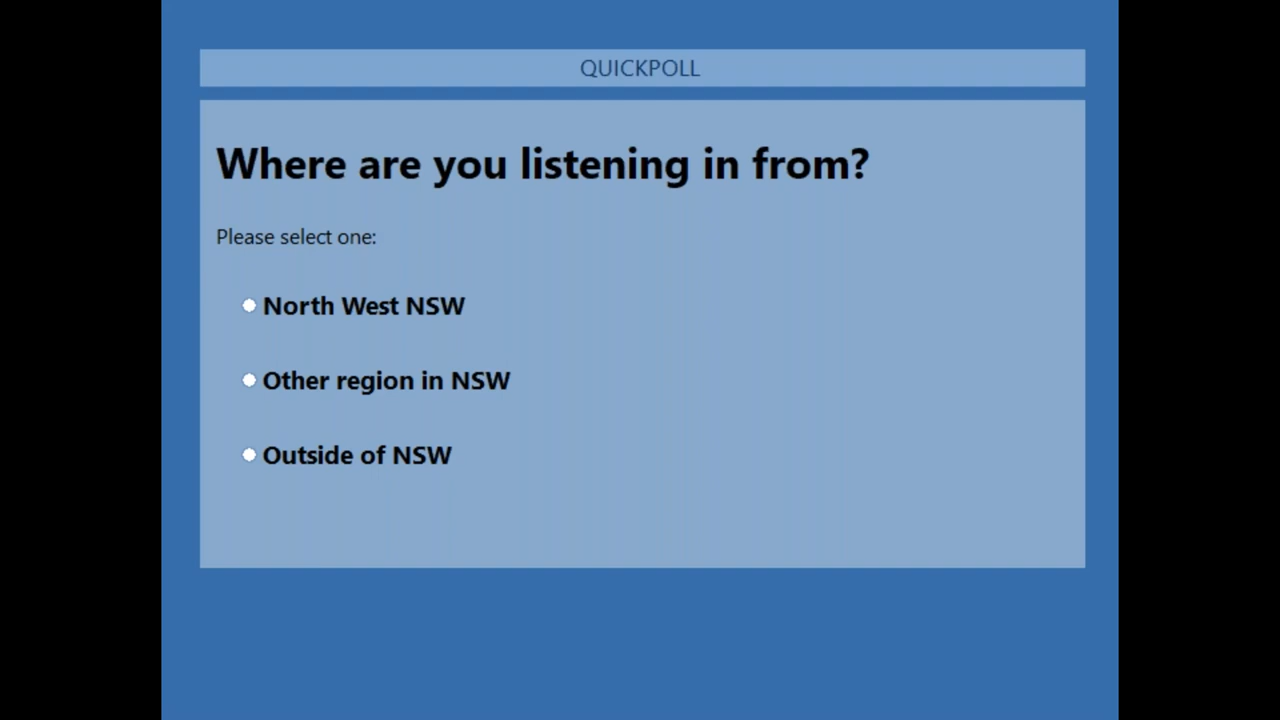 QUICKPOLL
Where are you listening in from?
Please select one:
North West NSW
Other region in NSW
Outside of NSW